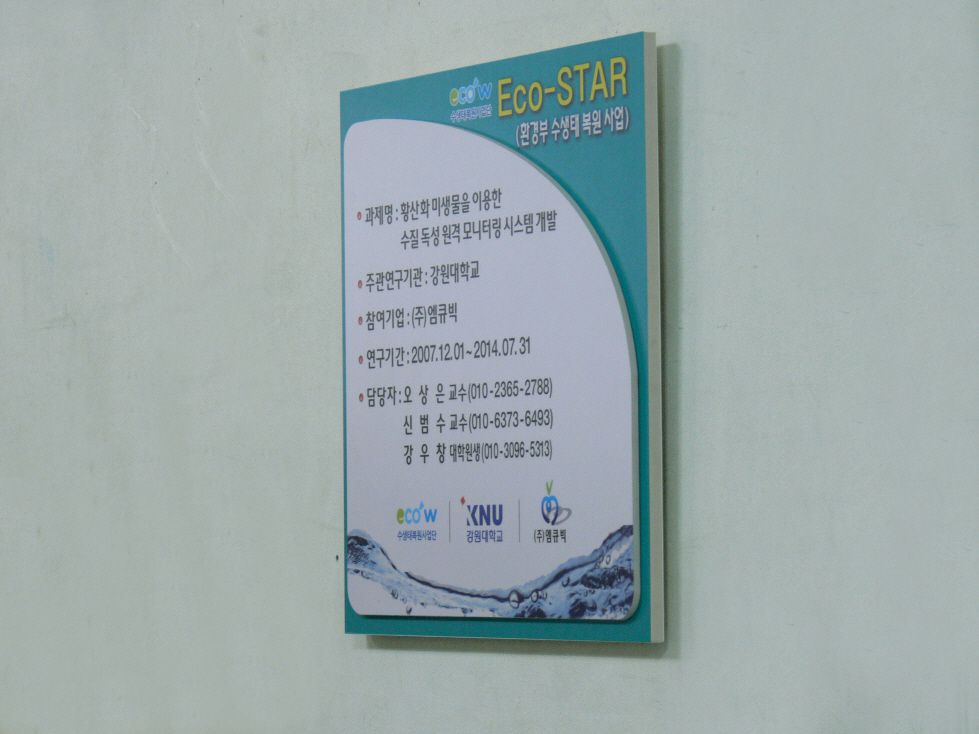 eco W
수생태복원사업단
Eco-STAR
(환경부 수생태 복원 사업)
• 과제명 : 황산화 미생물을 이용한
수질 독성 원격 모니터링 시스템 개발
• 주관연구기관 : 강원대학교
• 참여기업 : (주)엠큐빅
• 연구기간 : 2007.12.01~2014.07.31
• 담당자 : 오 상 은 교수(010-2365-2788)
신 범 수 교수(010-6373-6493)
강 우 창 대학원생(010-3096-5313)
eco W
수생태복원사업단
KNU
강원대학교
(주)엠큐빅